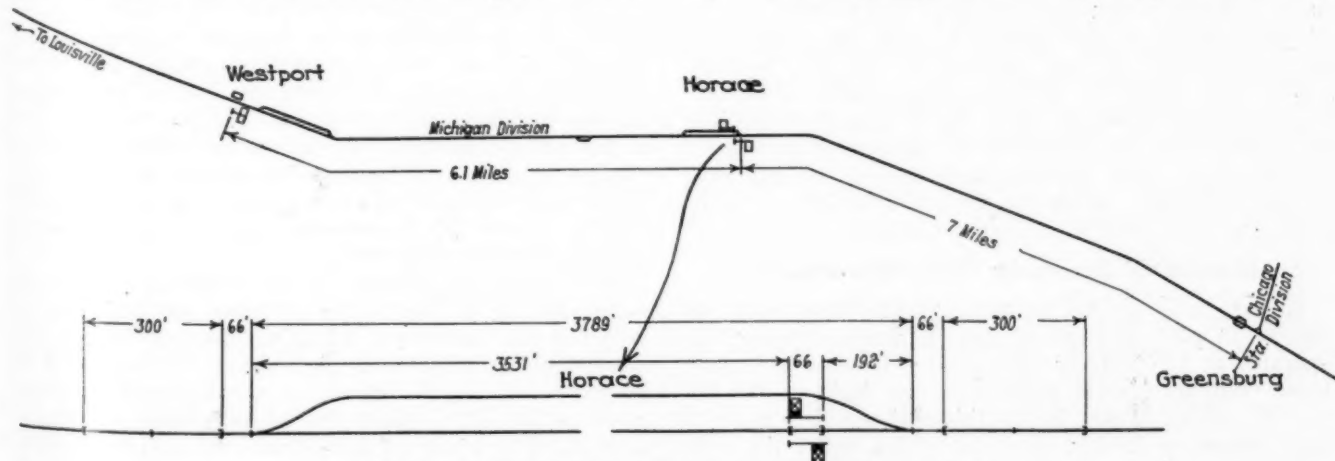 To Louisville
Westport
Horace
Michigan Division
6.1 Miles
7 Miles
Chicago
Division
Sta
Greensburg
300'
66'
3789'
66'
300'
3531'
66
192'
Horace